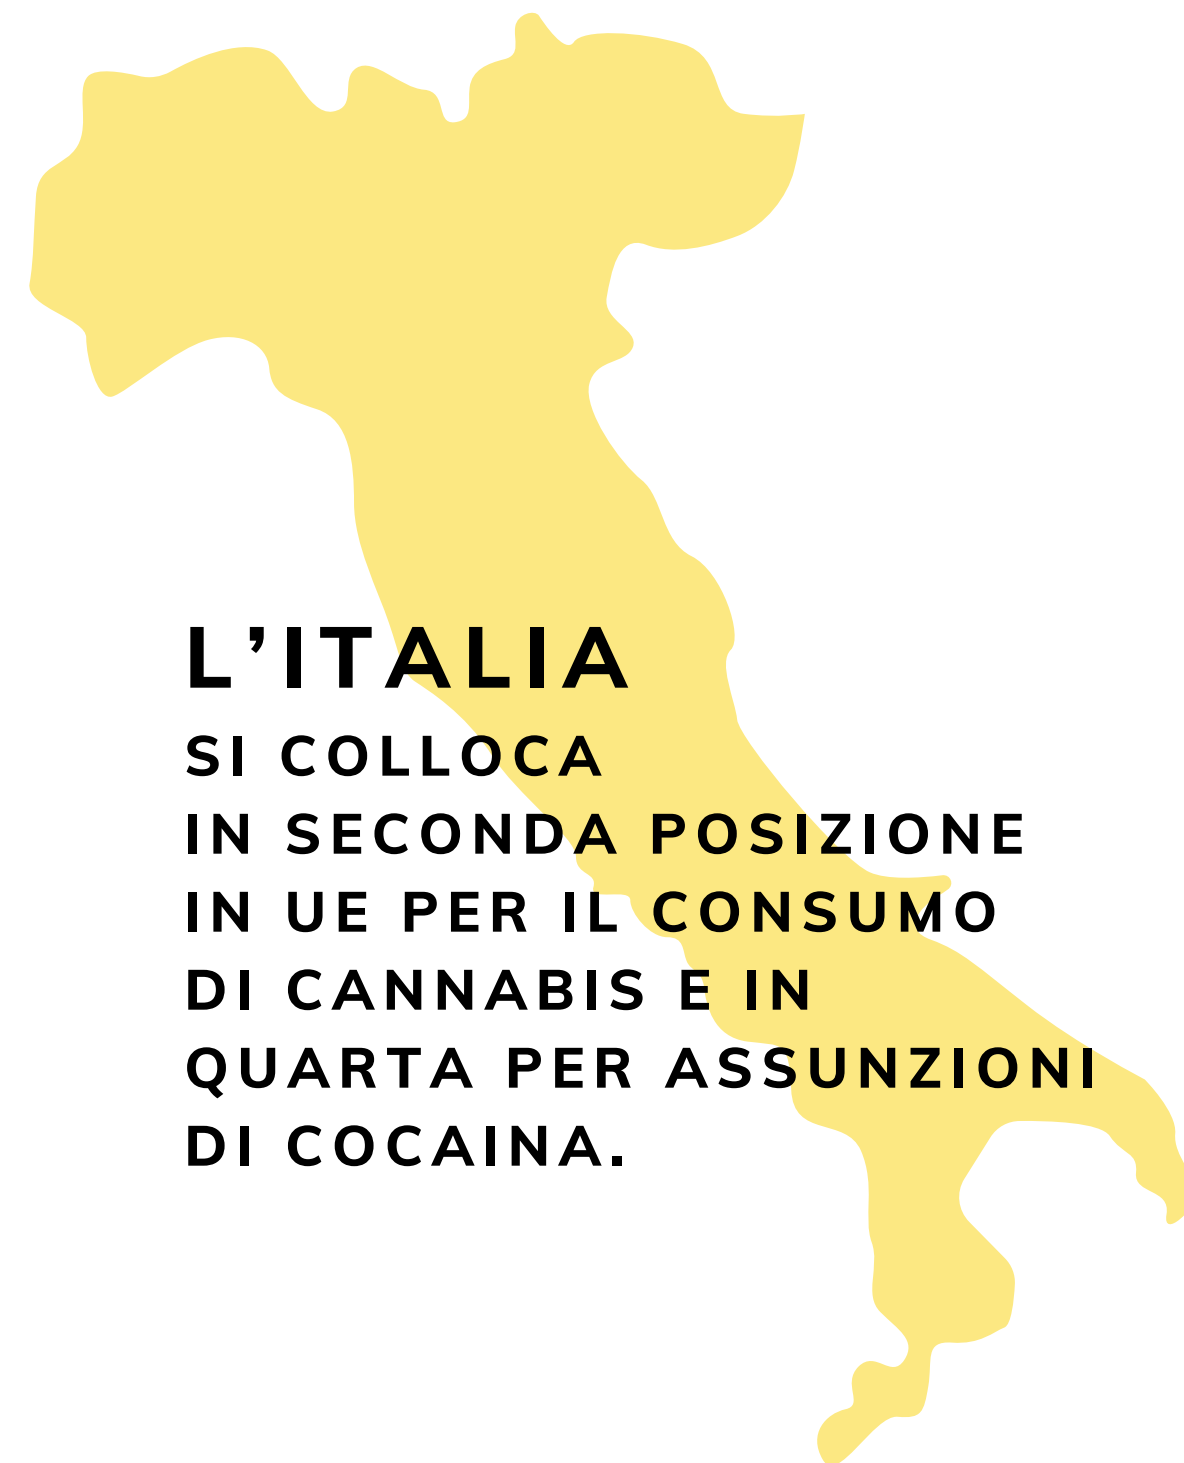 L’ITALIA
SI COLLOCA
IN SECONDA POSIZIONE
IN UE PER IL CONSUMO
DI CANNABIS E IN
QUARTA PER ASSUNZIONI
DI COCAINA.